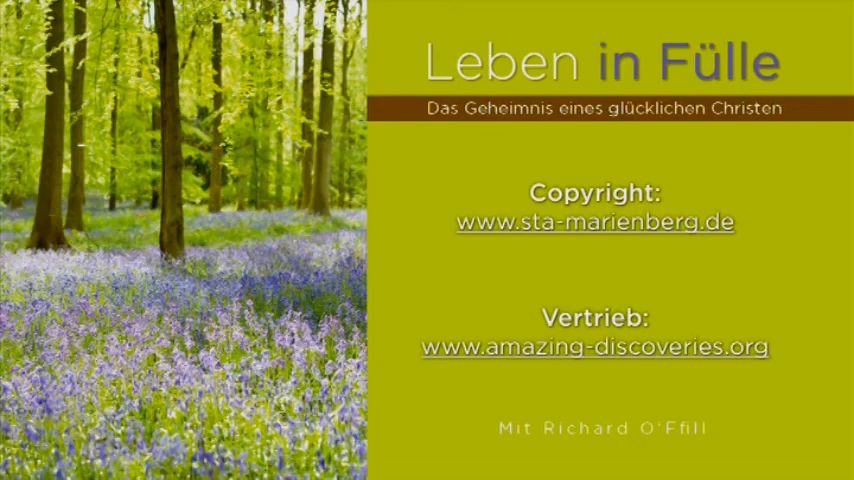 Leben in Fülle
Das Geheimnis eines glücklichen Christen
Copyright:
www.sta-marienberg.de
Vertrieb:
www.amazing-discoveries.org
Mit Richard O'Ffill